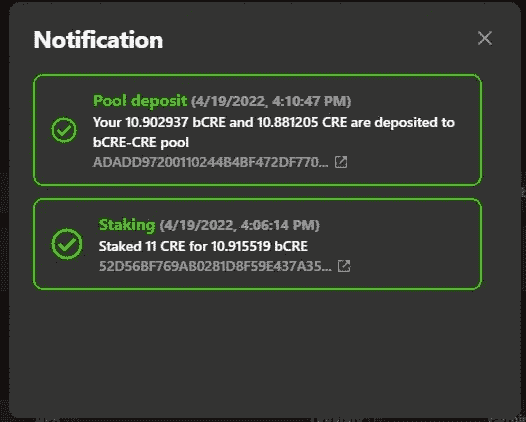 Notification
Pool deposit (4/19/2022, 4:10:47 PM)
Your 10.902937 bCRE and 10.881205 CRE are deposited to
bCRE-CRE pool
ADADD97200110244B4BF472DF770...
Staking (4/19/2022, 4:06:14 PM)
Staked 11 CRE for 10.915519 bCRE
52D56BF769AB0281D8F59E437A35...